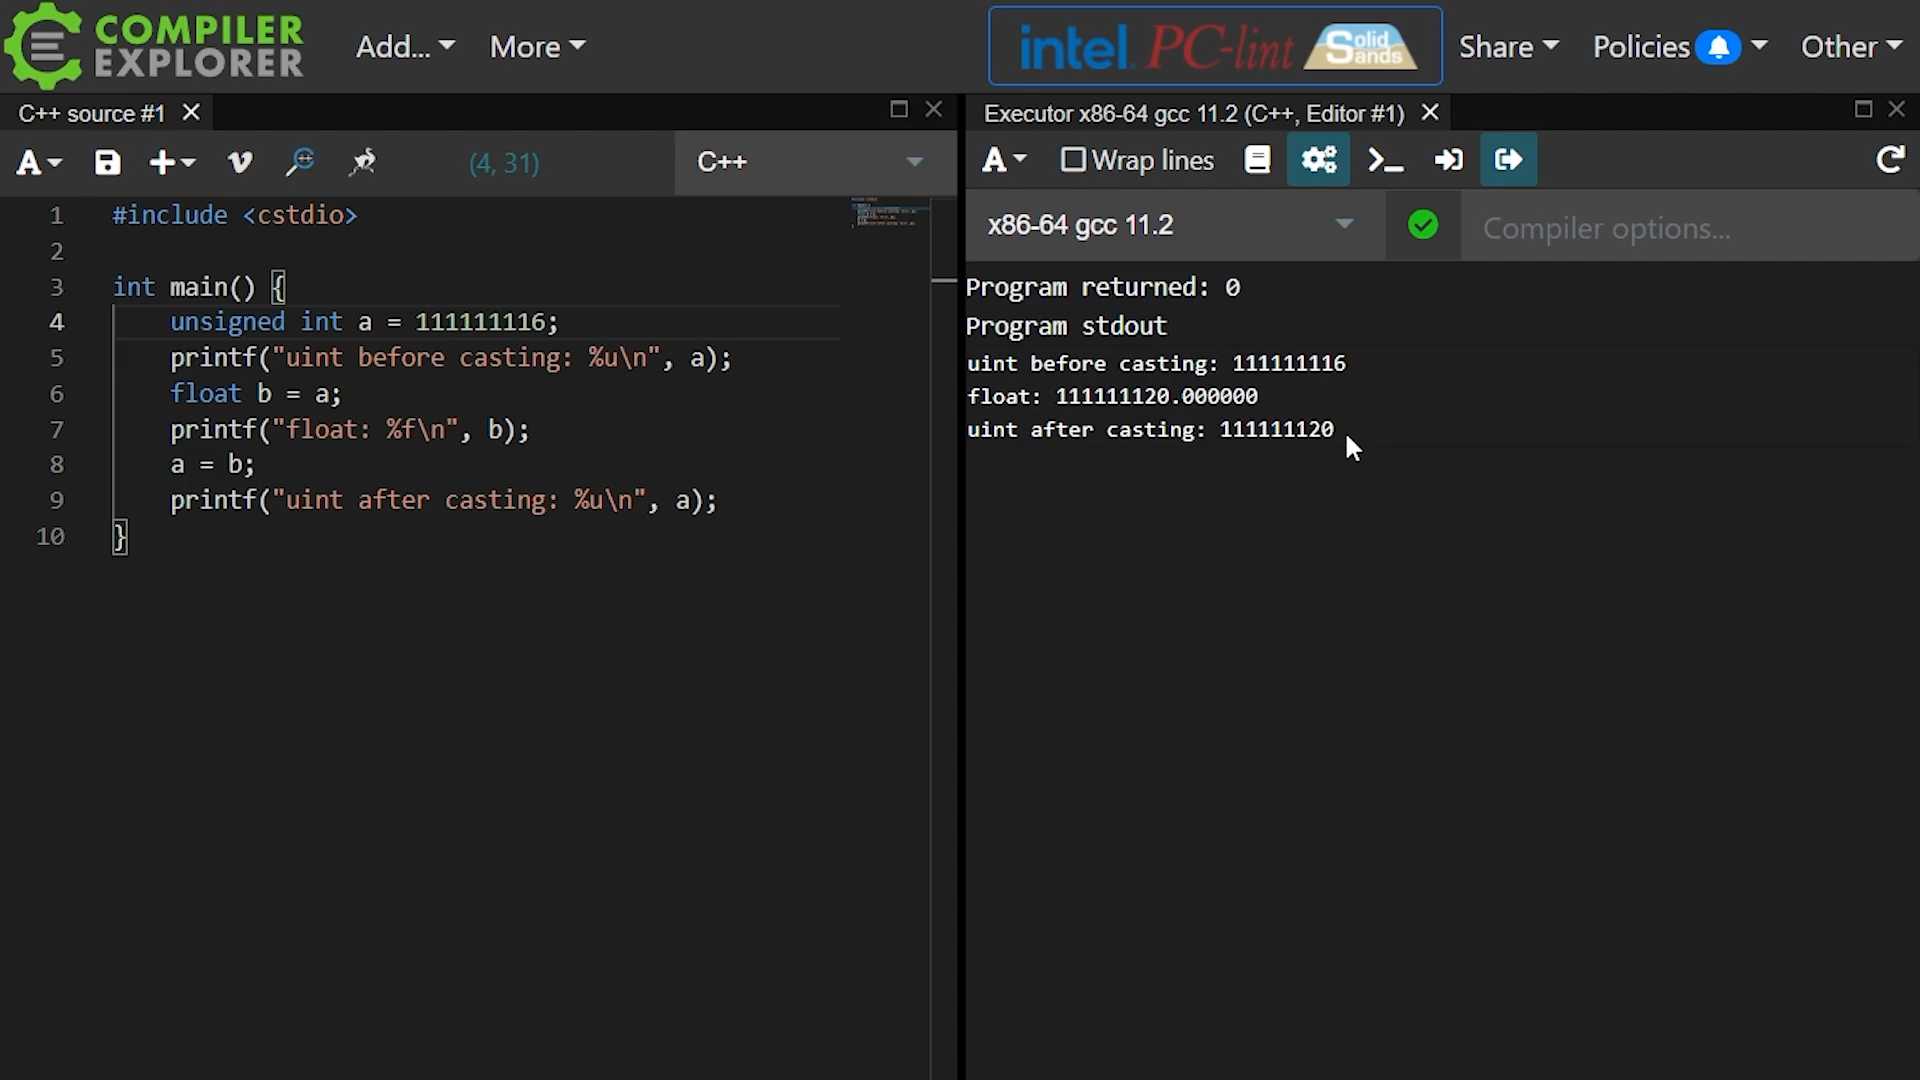 COMPILER
EXPLORER
Add...
More
intel. PC-lint Solid Sands
Share
Policies
Other
C++ source #1
A
(4, 31)
C++
1 #include <cstdio>
2
3 int main() {
4 unsigned int a = 111111116;
5 printf("uint before casting: %u\n", a);
6 float b = a;
7 printf("float: %f\n", b);
8 a = b;
9 printf("uint after casting: %u\n", a);
10 }
Executor x86-64 gcc 11.2 (C++, Editor #1)
A
Wrap lines
x86-64 gcc 11.2
Compiler options...
Program returned: 0
Program stdout
uint before casting: 111111116
float: 111111120.000000
uint after casting: 111111120